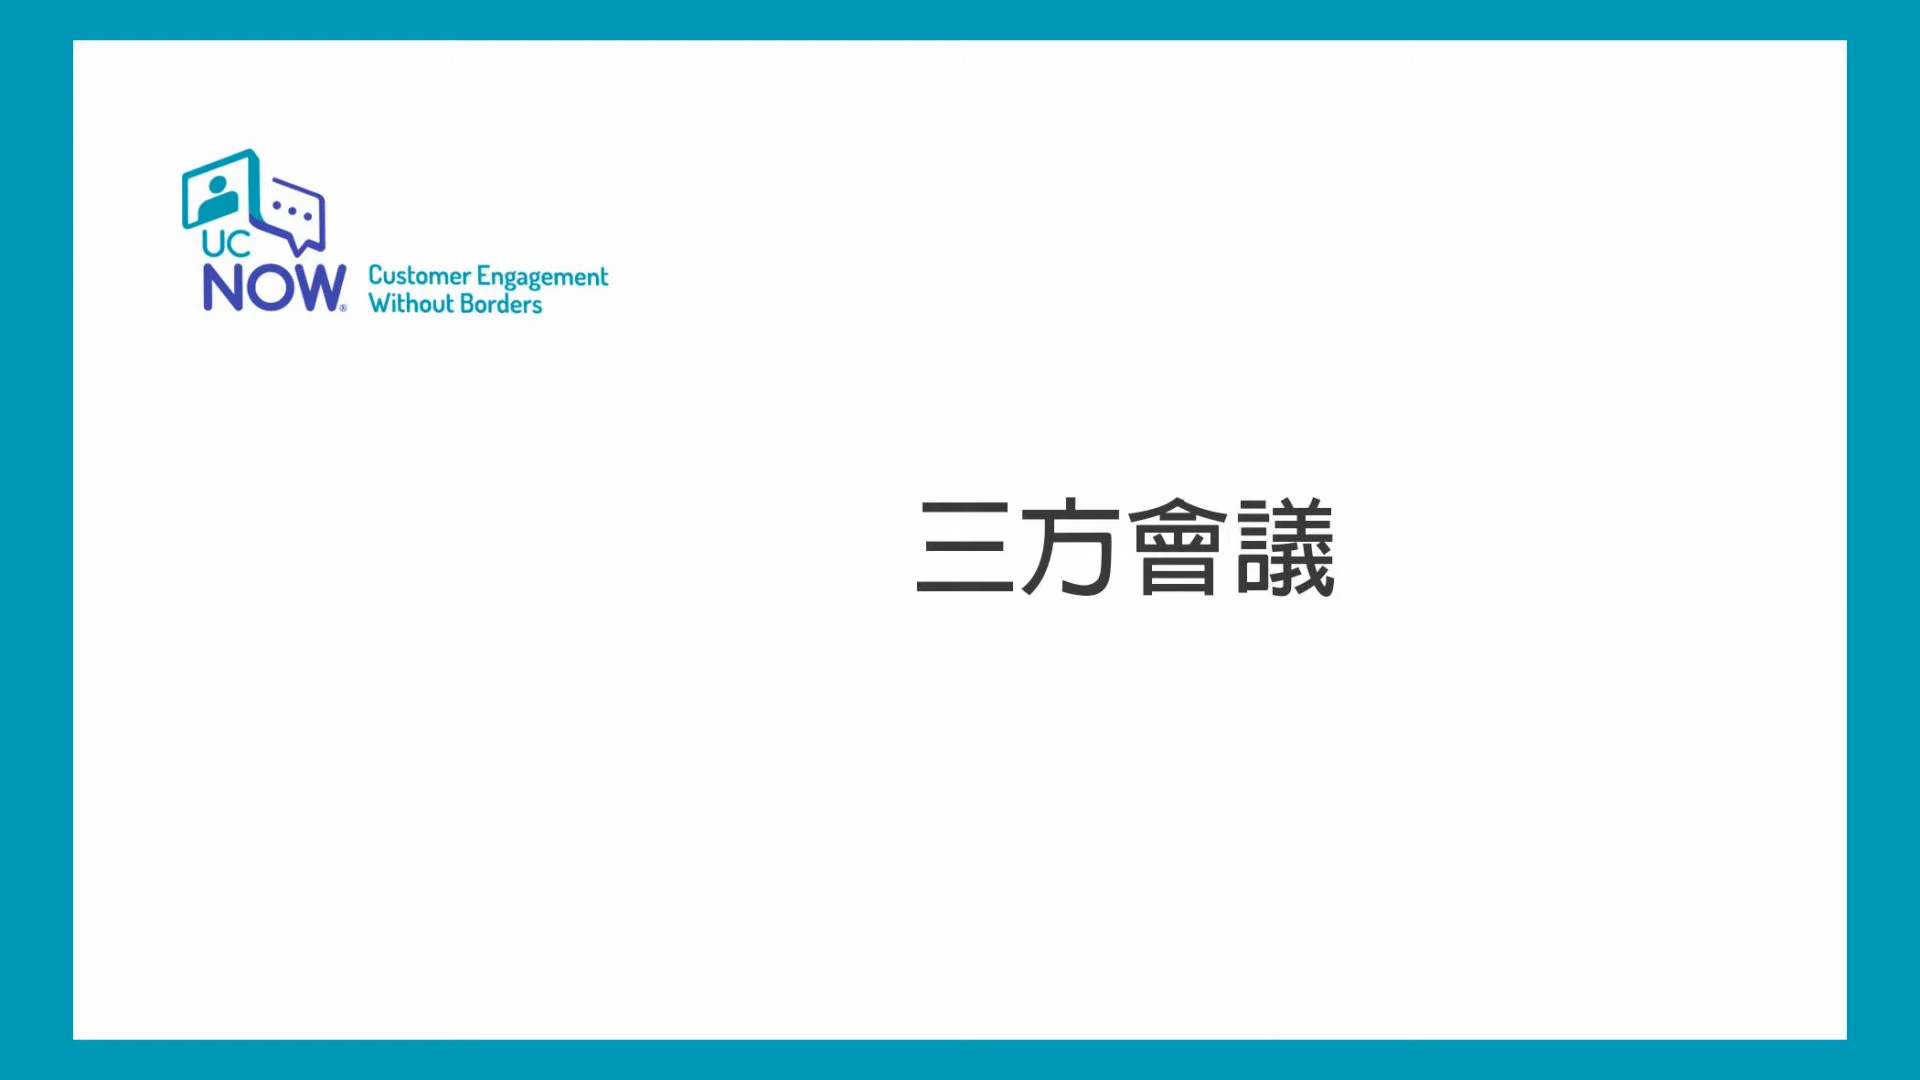 UC
NOW®
Customer Engagement
Without Borders
三方會議